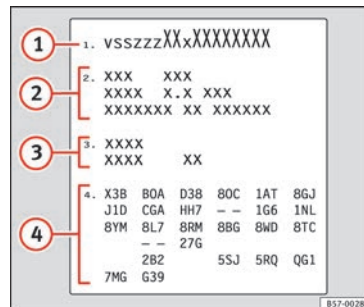 1
1. VSSZZZXXxXXXXXXXX
2
2. XXX XXX
XXXX X.X XXX
XXXXXXX XX XXXXXX
3
3. XXXX
XXXX XX
4
4. X3B B0A D38 80C 1AT 8GJ
J1D CGA HH7 - - 1G6 1NL
8YM 8L7 8RM 8BG 8WD 8TC
- - 27G
2B2 5SJ 5RQ QG1
7MG G39
B57-0028